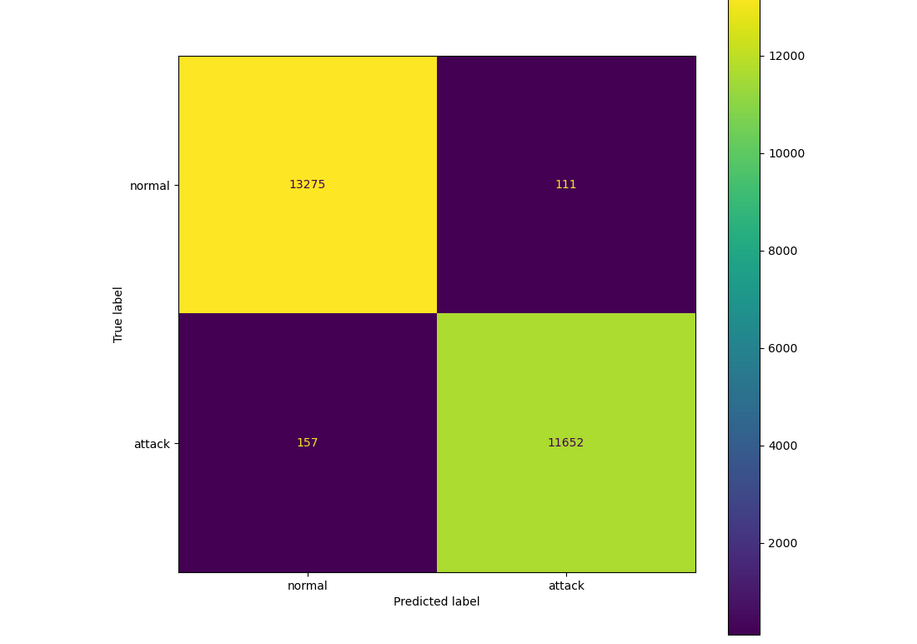 12000
normal
13275
111
10000
8000
True label
6000
attack
157
11652
4000
2000
normal
attack
Predicted label